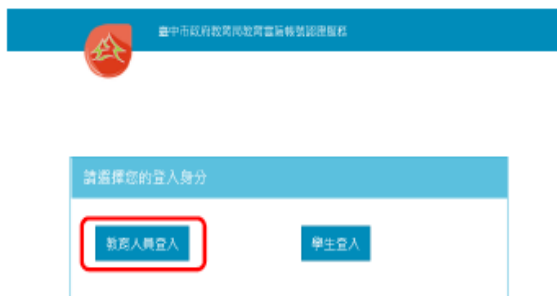 臺中市政府教育局教育雲端帳號認證服務
請選擇您的登入身分
教育人員登入
學生登入